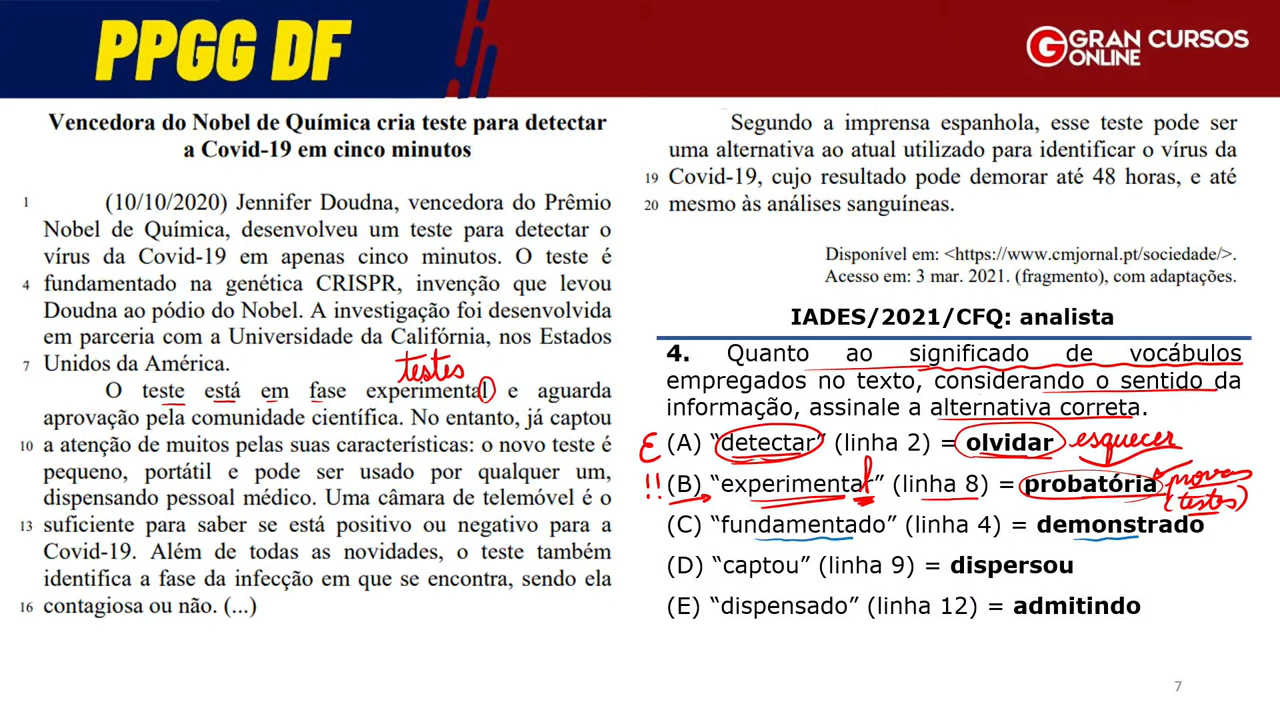 PPGG DF
GRAN CURSOS
ONLINE
Vencedora do Nobel de Química cria teste para detectar
a Covid-19 em cinco minutos
1 (10/10/2020) Jennifer Doudna, vencedora do Prêmio
Nobel de Química, desenvolveu um teste para detectar o
vírus da Covid-19 em apenas cinco minutos. O teste é
4 fundamentado na genética CRISPR, invenção que levou
Doudna ao pódio do Nobel. A investigação foi desenvolvida
em parceria com a Universidade da Califórnia, nos Estados
7 Unidos da América.
testes
O teste está em fase experimental e aguarda
aprovação pela comunidade científica. No entanto, já captou
10 a atenção de muitos pelas suas características: o novo teste é
pequeno, portátil e pode ser usado por qualquer um,
dispensando pessoal médico. Uma câmara de telemóvel é o
13 suficiente para saber se está positivo ou negativo para a
Covid-19. Além de todas as novidades, o teste também
identifica a fase da infecção em que se encontra, sendo ela
16 contagiosa ou não. (...)
Segundo a imprensa espanhola, esse teste pode ser
uma alternativa ao atual utilizado para identificar o vírus da
19 Covid-19, cujo resultado pode demorar até 48 horas, e até
20 mesmo às análises sanguíneas.
Disponível em: <https://www.cmjornal.pt/sociedade/>.
Acesso em: 3 mar. 2021. (fragmento), com adaptações.
IADES/2021/CFQ: analista
4. Quanto ao significado de vocábulos
empregados no texto, considerando o sentido da
informação, assinale a alternativa correta.
E (A) “detectar” (linha 2) = olvidar esquecer
!! (B) “experimental” (linha 8) = probatória provas
(testes)
(C) “fundamentado” (linha 4) = demonstrado
(D) “captou” (linha 9) = dispersou
(E) “dispensado” (linha 12) = admitindo
7